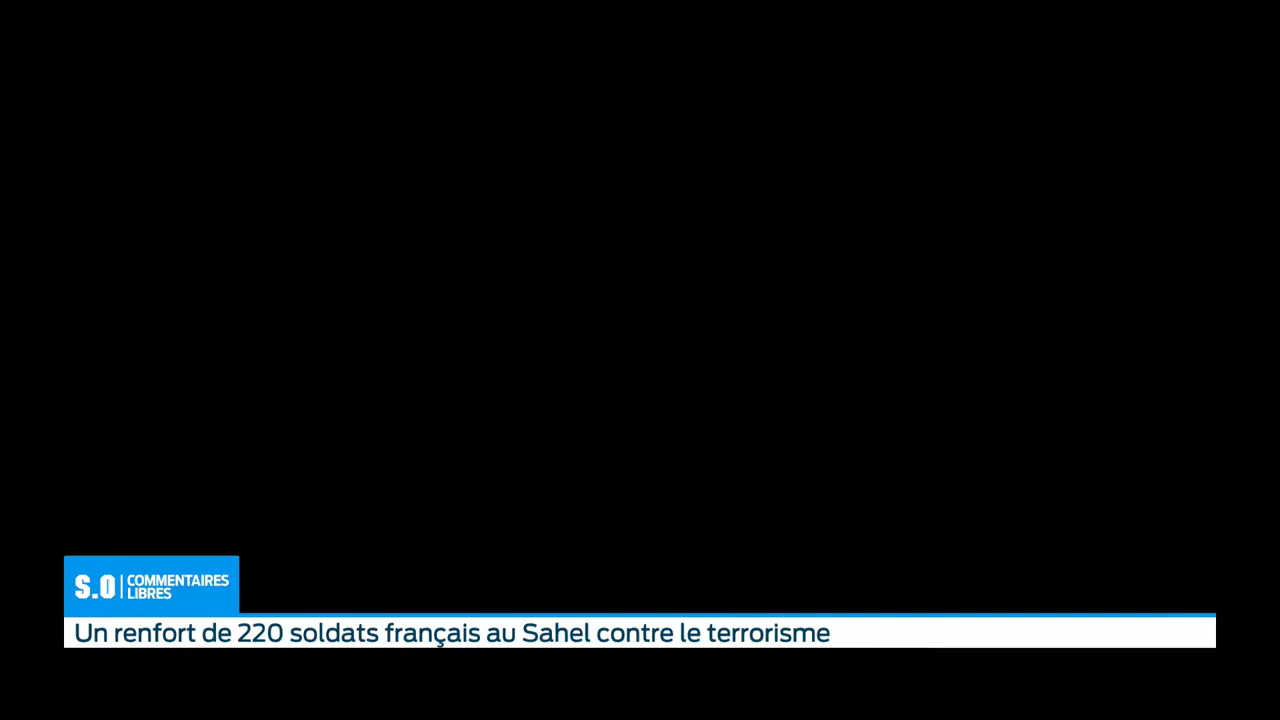 S.O
COMMENTAIRES
LIBRES
Un renfort de 220 soldats français au Sahel contre le terrorisme